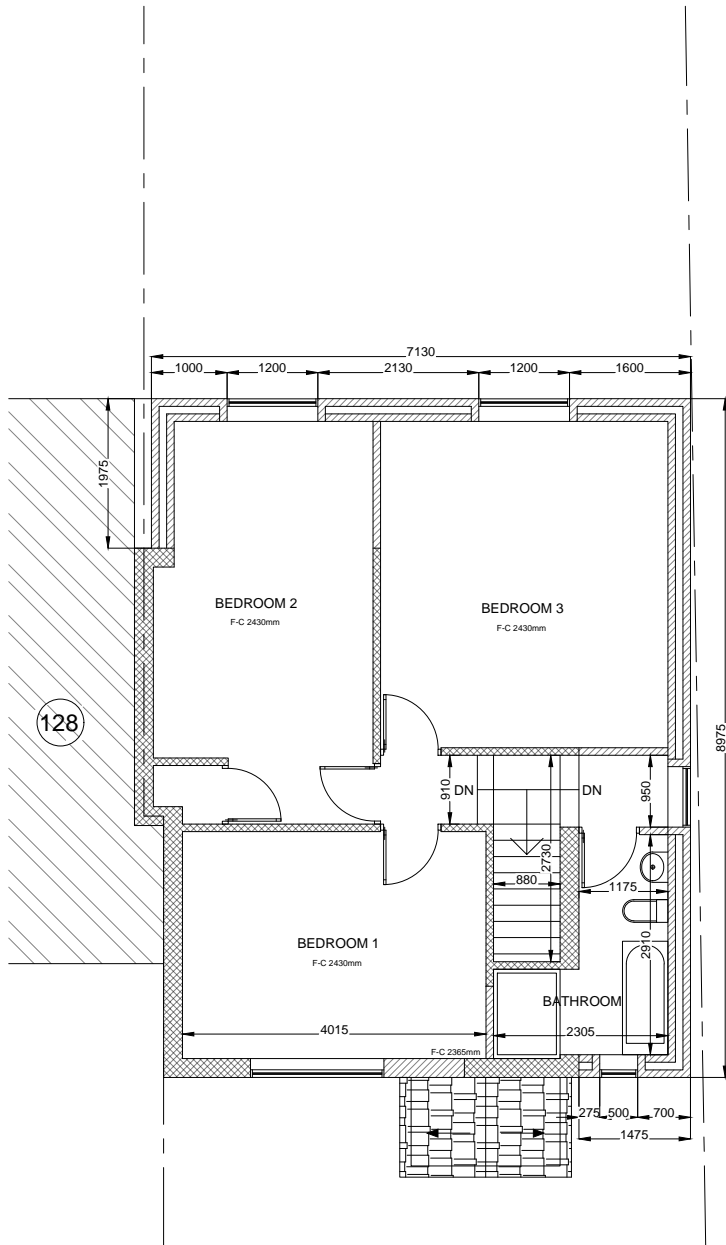 7130
1000 1200 2130 1200 1600
1975
BEDROOM 2
F-C 2430mm
BEDROOM 3
F-C 2430mm
128
8975
910
DN
DN
950
2730
880
1175
2910
BEDROOM 1
F-C 2430mm
BATHROOM
4015
2305
F-C 2365mm
275 500 700
1475